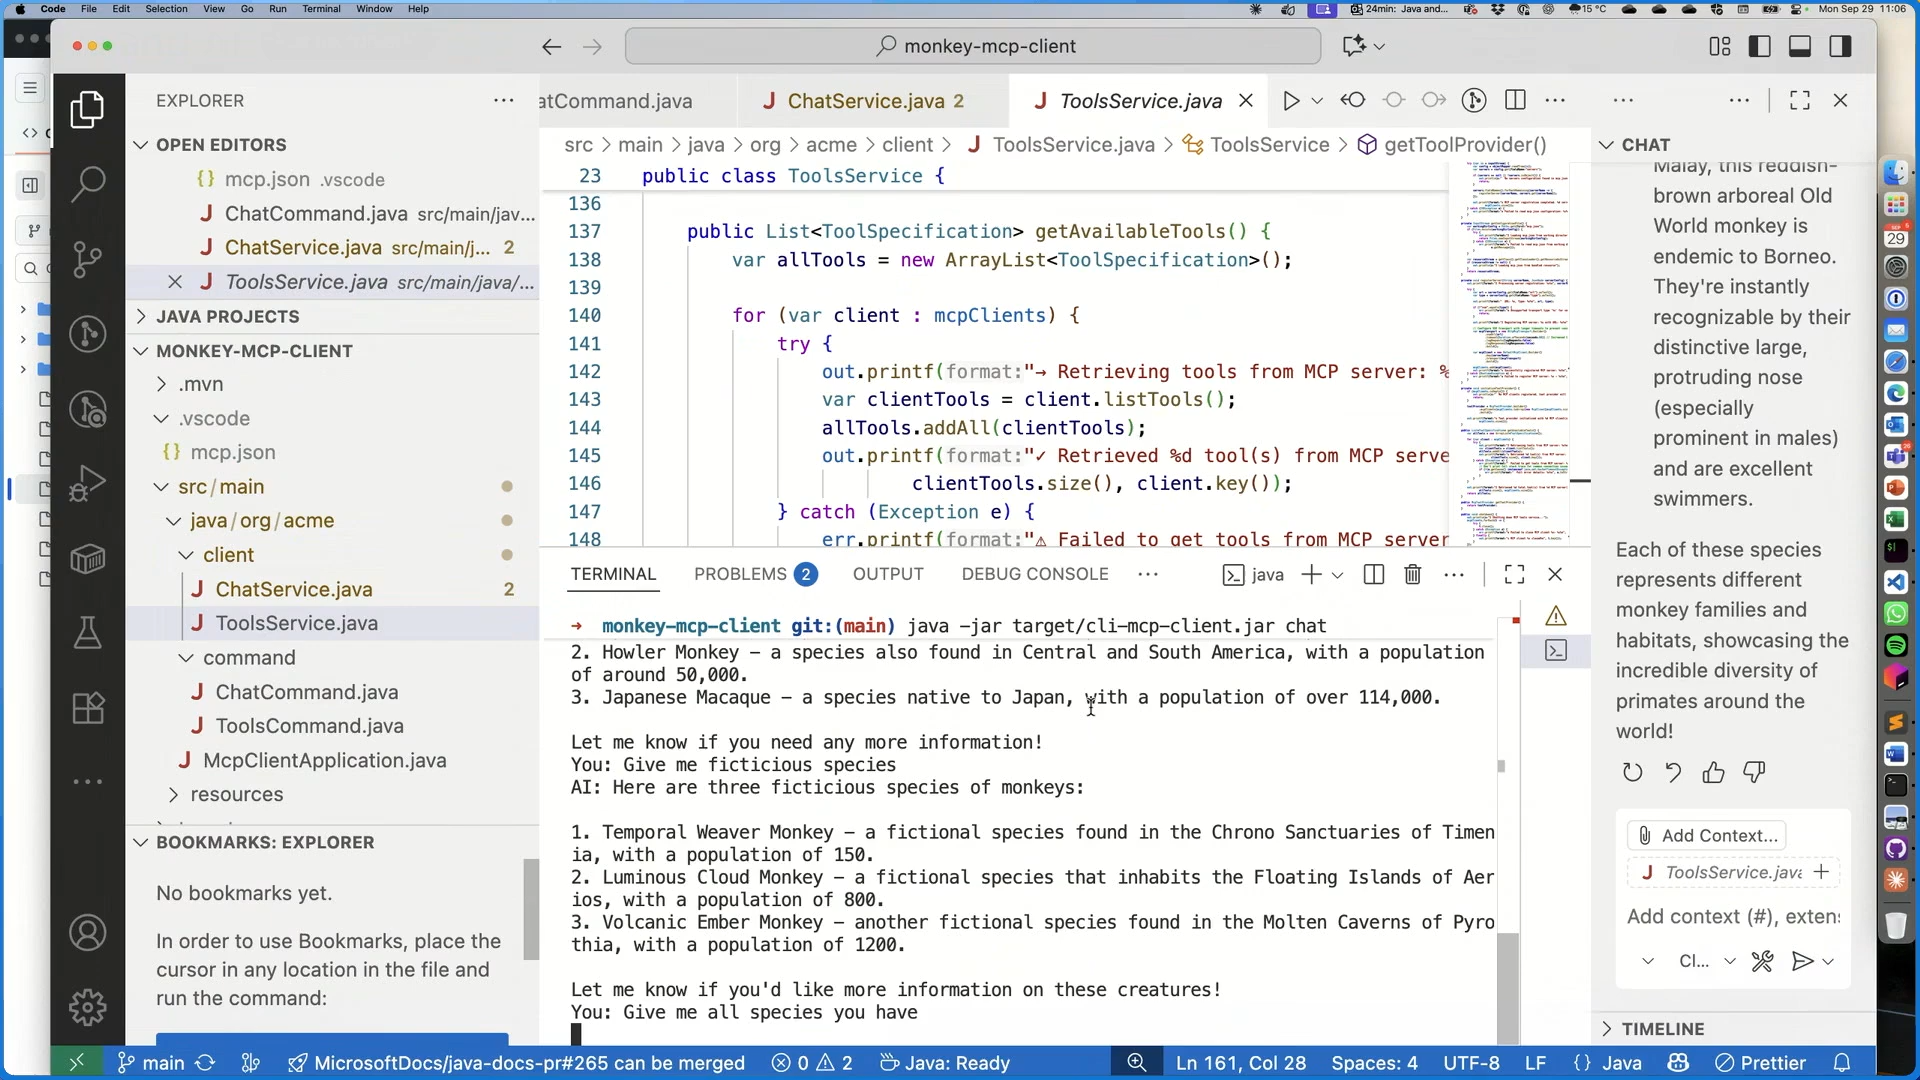 Code File Edit Selection View Go Run Terminal Window Help
24min: Java and...
15 °C
Mon Sep 29 11:06
monkey-mcp-client
EXPLORER
OPEN EDITORS
mcp.json .vscode
ChatCommand.java src/main/jav...
ChatService.java src/main/j... 2
ToolsService.java src/main/java/...
JAVA PROJECTS
MONKEY-MCP-CLIENT
.mvn
.vscode
mcp.json
src/main
java/org/acme
client
ChatService.java 2
ToolsService.java
command
ChatCommand.java
ToolsCommand.java
McpClientApplication.java
resources
BOOKMARKS: EXPLORER
No bookmarks yet.
In order to use Bookmarks, place the
cursor in any location in the file and
run the command:
atCommand.java
ChatService.java 2
ToolsService.java
src > main > java > org > acme > client > ToolsService.java > ToolsService > getToolProvider()
23 public class ToolsService {
136
137 public List<ToolSpecification> getAvailableTools() {
138 var allTools = new ArrayList<ToolSpecification>();
139
140 for (var client : mcpClients) {
141 try {
142 out.printf(format:"→ Retrieving tools from MCP server: %
143 var clientTools = client.listTools();
144 allTools.addAll(clientTools);
145 out.printf(format:"✓ Retrieved %d tool(s) from MCP serve
146 clientTools.size(), client.key());
147 } catch (Exception e) {
148 err.printf(format:"⚠ Failed to get tools from MCP server
TERMINAL PROBLEMS 2 OUTPUT DEBUG CONSOLE
java
→ monkey-mcp-client git:(main) java -jar target/cli-mcp-client.jar chat
2. Howler Monkey – a species also found in Central and South America, with a population
of around 50,000.
3. Japanese Macaque – a species native to Japan, with a population of over 114,000.
Let me know if you need any more information!
You: Give me ficticious species
AI: Here are three ficticious species of monkeys:
1. Temporal Weaver Monkey – a fictional species found in the Chrono Sanctuaries of Timen
ia, with a population of 150.
2. Luminous Cloud Monkey – a fictional species that inhabits the Floating Islands of Aer
ios, with a population of 800.
3. Volcanic Ember Monkey – another fictional species found in the Molten Caverns of Pyro
thia, with a population of 1200.
Let me know if you'd like more information on these creatures!
You: Give me all species you have
CHAT
Malay, this reddish-
brown arboreal Old
World monkey is
endemic to Borneo.
They're instantly
recognizable by their
distinctive large,
protruding nose
(especially
prominent in males)
and are excellent
swimmers.
Each of these species
represents different
monkey families and
habitats, showcasing the
incredible diversity of
primates around the
world!
Add Context...
ToolsService.java
Add context (#), exten
Cl...
TIMELINE
main
MicrosoftDocs/java-docs-pr#265 can be merged
0 2
Java: Ready
Ln 161, Col 28
Spaces: 4
UTF-8
LF
{} Java
Prettier